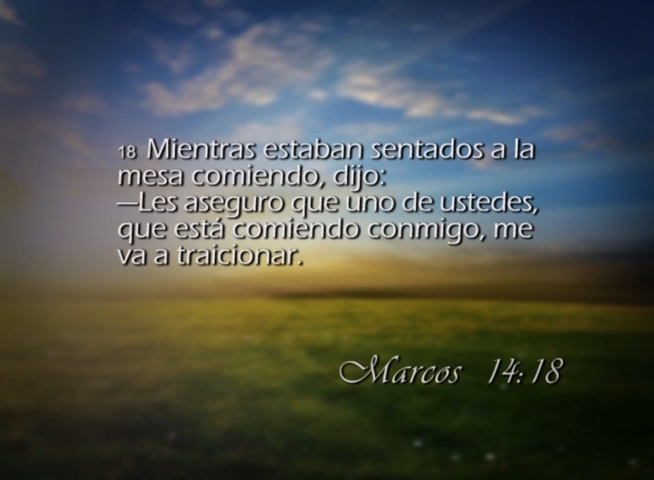 18 Mientras estaban sentados a la
mesa comiendo, dijo:
—Les aseguro que uno de ustedes,
que está comiendo conmigo, me
va a traicionar.
Marcos 14:18